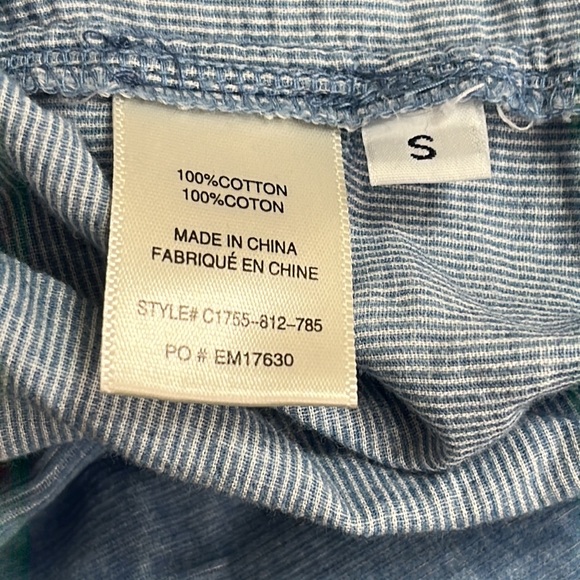 100%COTTON
100%COTON
MADE IN CHINA
FABRIQUÉ EN CHINE
STYLE# C1755-812-785
PO # EM17630
S